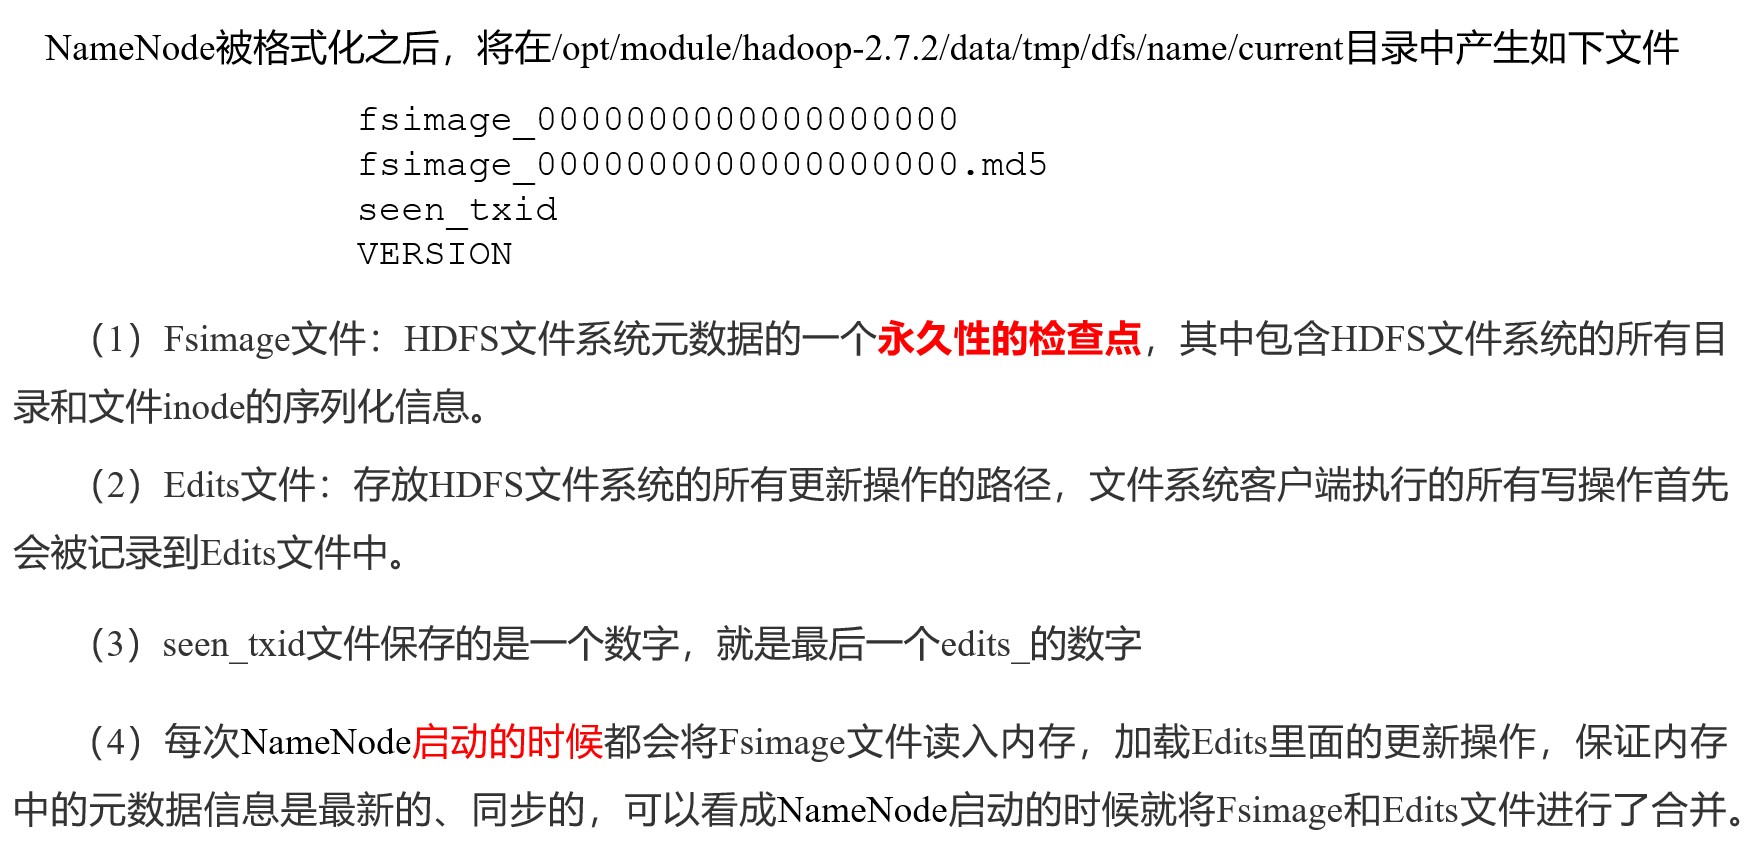 NameNode被格式化之后，将在/opt/module/hadoop-2.7.2/data/tmp/dfs/name/current目录中产生如下文件
fsimage_0000000000000000000
fsimage_0000000000000000000.md5
seen_txid
VERSION
（1）Fsimage文件：HDFS文件系统元数据的一个永久性的检查点，其中包含HDFS文件系统的所有目
录和文件inode的序列化信息。
（2）Edits文件：存放HDFS文件系统的所有更新操作的路径，文件系统客户端执行的所有写操作首先
会被记录到Edits文件中。
（3）seen_txid文件保存的是一个数字，就是最后一个edits_的数字
（4）每次NameNode启动的时候都会将Fsimage文件读入内存，加载Edits里面的更新操作，保证内存
中的元数据信息是最新的、同步的，可以看成NameNode启动的时候就将Fsimage和Edits文件进行了合并。